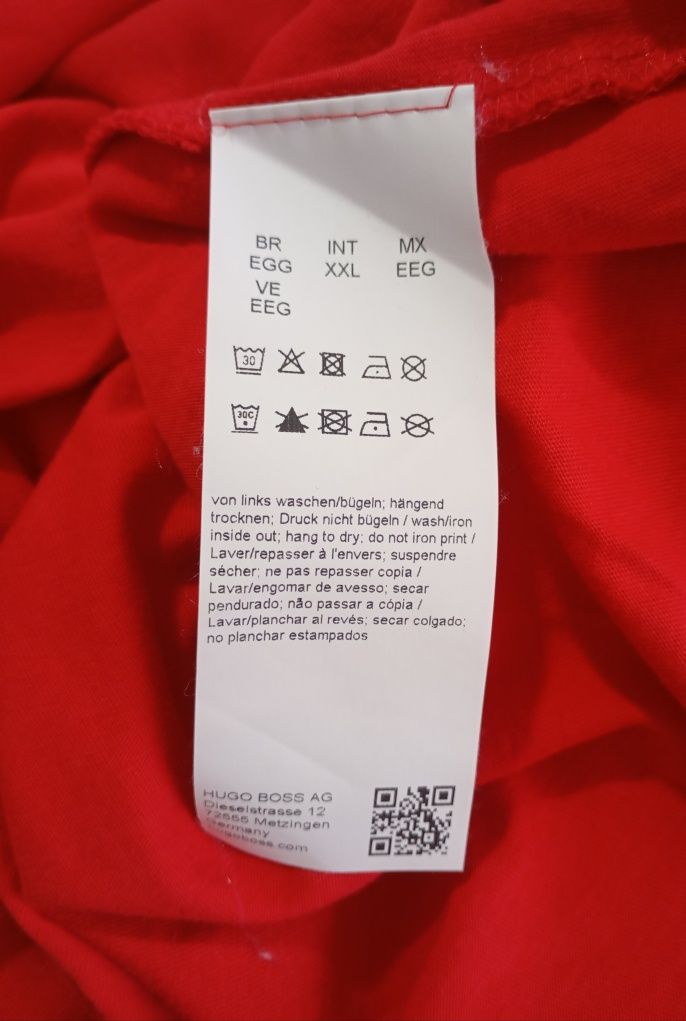 BR INT MX
EGG XXL EEG
VE
EEG
30
30C
von links waschen/bügeln; hängend
trocknen; Druck nicht bügeln / wash/iron
inside out; hang to dry; do not iron print /
Laver/repasser à l'envers; suspendre
sécher; ne pas repasser copia /
Lavar/engomar de avesso; secar
pendurado; não passar a cópia /
Lavar/planchar al revés; secar colgado;
no planchar estampados
HUGO BOSS AG
Dieselstrasse 12
72555 Metzingen
Germany
hugoboss.com